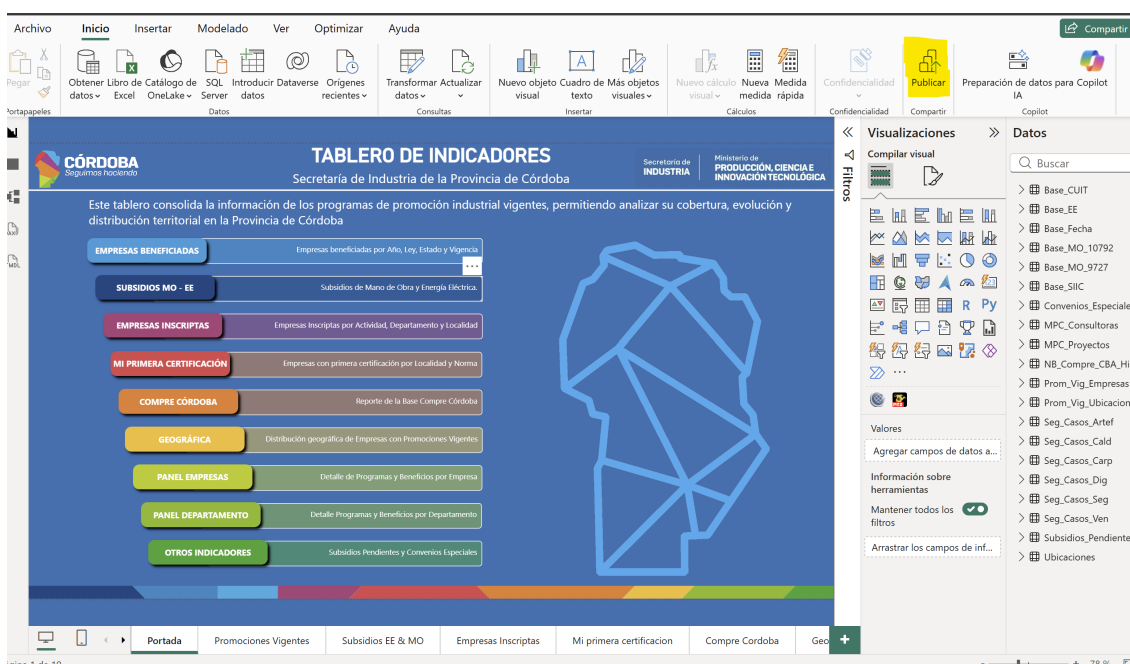 Archivo Inicio Insertar Modelado Ver Optimizar Ayuda
Compartir
Pegar
Obtener datos
Libro de Excel
Catálogo de OneLake
SQL Server
Introducir datos
Dataverse
Orígenes recientes
Transformar datos
Actualizar
Nuevo objeto visual
Cuadro de texto
Más objetos visuales
Nuevo cálculo visual
Nueva medida
Medida rápida
Confidencialidad
Publicar
Preparación de datos para IA
Copilot
Portapapeles Datos Consultas Insertar Cálculos Confidencialidad Compartir Copilot
CÓRDOBA
Seguimos haciendo
TABLERO DE INDICADORES
Secretaría de Industria de la Provincia de Córdoba
Secretaría de
INDUSTRIA
Ministerio de
PRODUCCIÓN, CIENCIA E
INNOVACIÓN TECNOLÓGICA
Este tablero consolida la información de los programas de promoción industrial vigentes, permitiendo analizar su cobertura, evolución y
distribución territorial en la Provincia de Córdoba
EMPRESAS BENEFICIADAS Empresas beneficiadas por Año, Ley, Estado y Vigencia
SUBSIDIOS MO - EE Subsidios de Mano de Obra y Energía Eléctrica.
EMPRESAS INSCRIPTAS Empresas Inscriptas por Actividad, Departamento y Localidad
MI PRIMERA CERTIFICACIÓN Empresas con primera certificación por Localidad y Norma
COMPRE CÓRDOBA Reporte de la Base Compre Córdoba
GEOGRÁFICA Distribución geográfica de Empresas con Promociones Vigentes
PANEL EMPRESAS Detalle de Programas y Beneficios por Empresa
PANEL DEPARTAMENTO Detalle Programas y Beneficios por Departamento
OTROS INDICADORES Subsidios Pendientes y Convenios Especiales
Filtros
Visualizaciones
Compilar visual
R Py
Valores
Agregar campos de datos a...
Información sobre
herramientas
Mantener todos los
filtros
Arrastrar los campos de inf...
Datos
Buscar
Base_CUIT
Base_EE
Base_Fecha
Base_MO_10792
Base_MO_9727
Base_SIIC
Convenios_Especiale
MPC_Consultoras
MPC_Proyectos
NB_Compre_CBA_Hi
Prom_Vig_Empresas
Prom_Vig_Ubicacion
Seg_Casos_Artef
Seg_Casos_Cald
Seg_Casos_Carp
Seg_Casos_Dig
Seg_Casos_Seg
Seg_Casos_Ven
Subsidios_Pendiente
Ubicaciones
Portada Promociones Vigentes Subsidios EE & MO Empresas Inscriptas Mi primera certificacion Compre Cordoba Geo
78 %